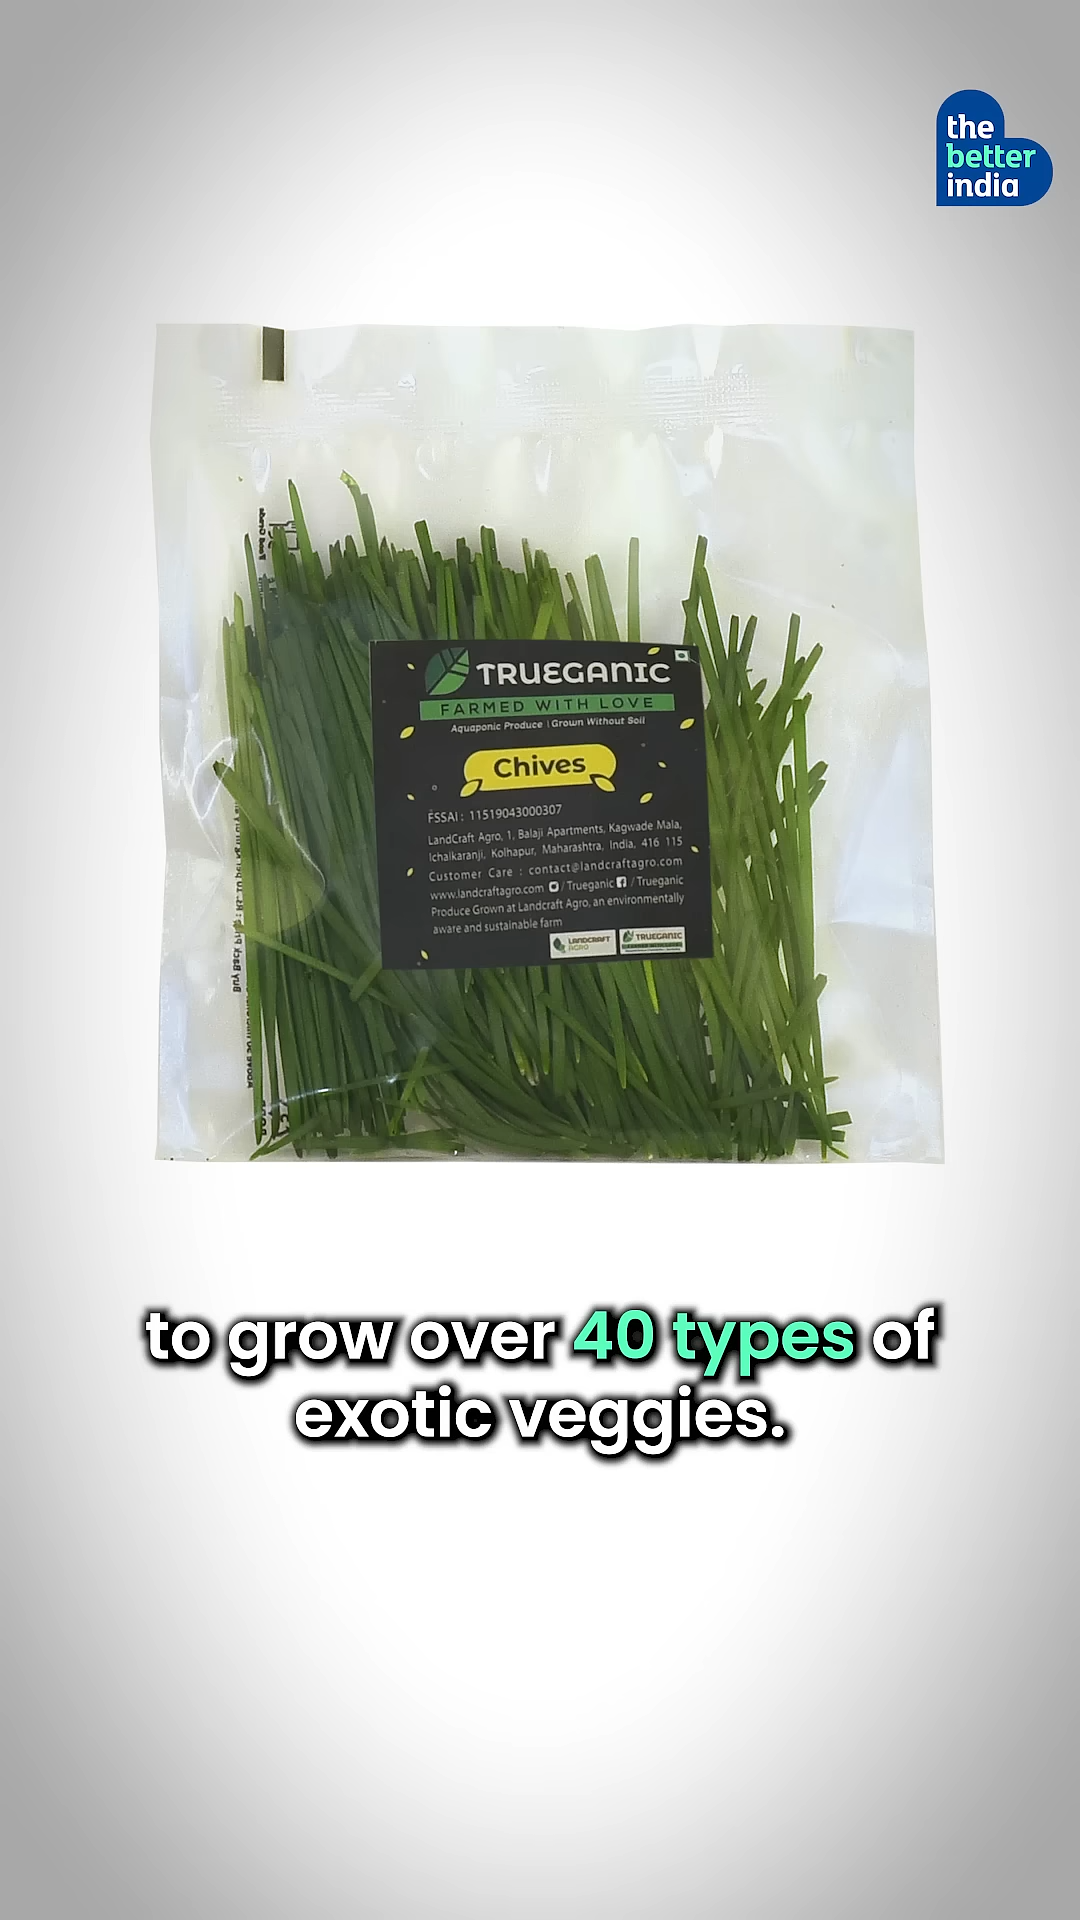 the
better
india
TRUEGANIC
FARMED WITH LOVE
Aquaponic Produce | Grown Without Soil
Chives
FSSAI : 11519043000307
LandCraft Agro, 1, Balaji Apartments, Kagwade Mala,
Ichalkaranji, Kolhapur, Maharashtra, India, 416 115
Customer Care : contact@landcraftagro.com
www.landcraftagro.com / Trueganic / Trueganic
Produce Grown at Landcraft Agro, an environmentally
aware and sustainable farm
LANDCRAFT
AGRO
TRUEGANIC
FARMED WITH LOVE
to grow over 40 types of
exotic veggies.